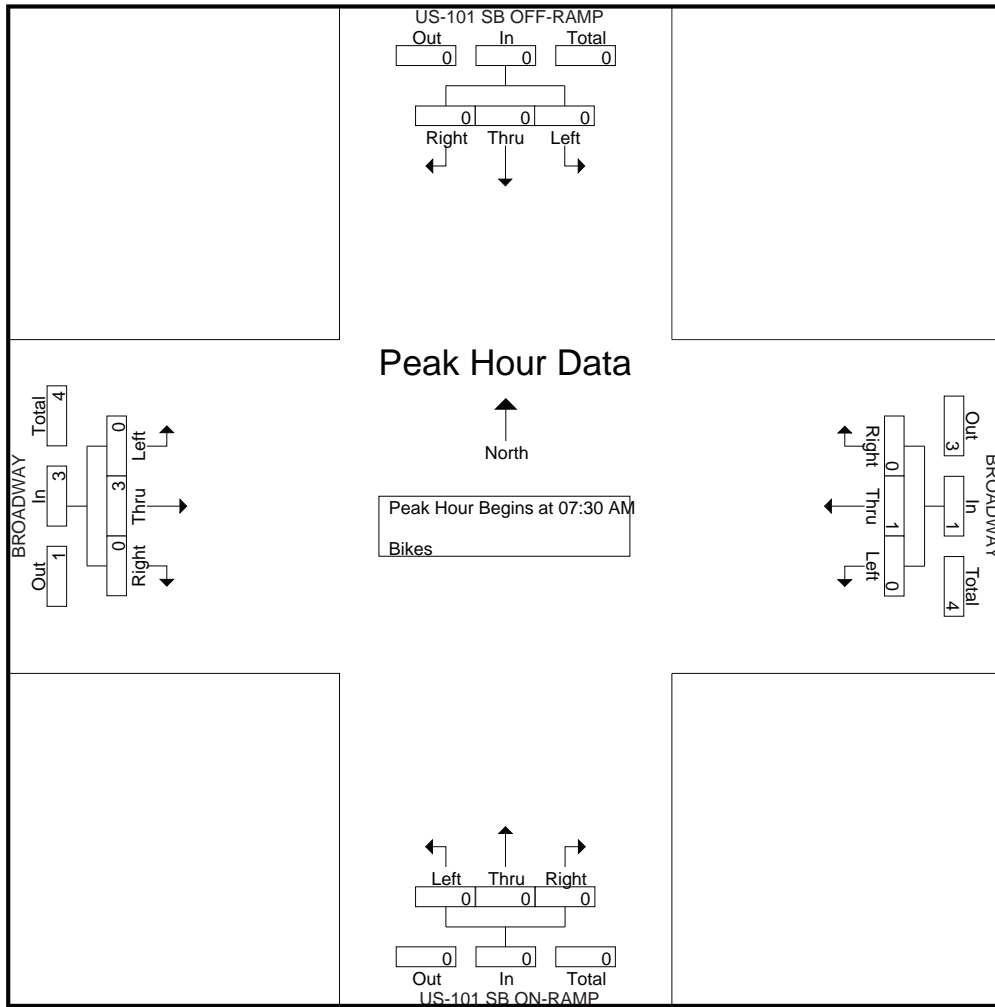 US-101 SB OFF-RAMP
Out In Total
0 0 0
0 0 0
Right Thru Left
Peak Hour Data
North
Peak Hour Begins at 07:30 AM
Bikes
BROADWAY
Out In Total
1 3 4
0 3 0
Right Thru Left
BROADWAY
Out In Total
3 1 4
Right Thru Left
0 1 0
Left Thru Right
0 0 0
0 0 0
Out In Total
US-101 SB ON-RAMP